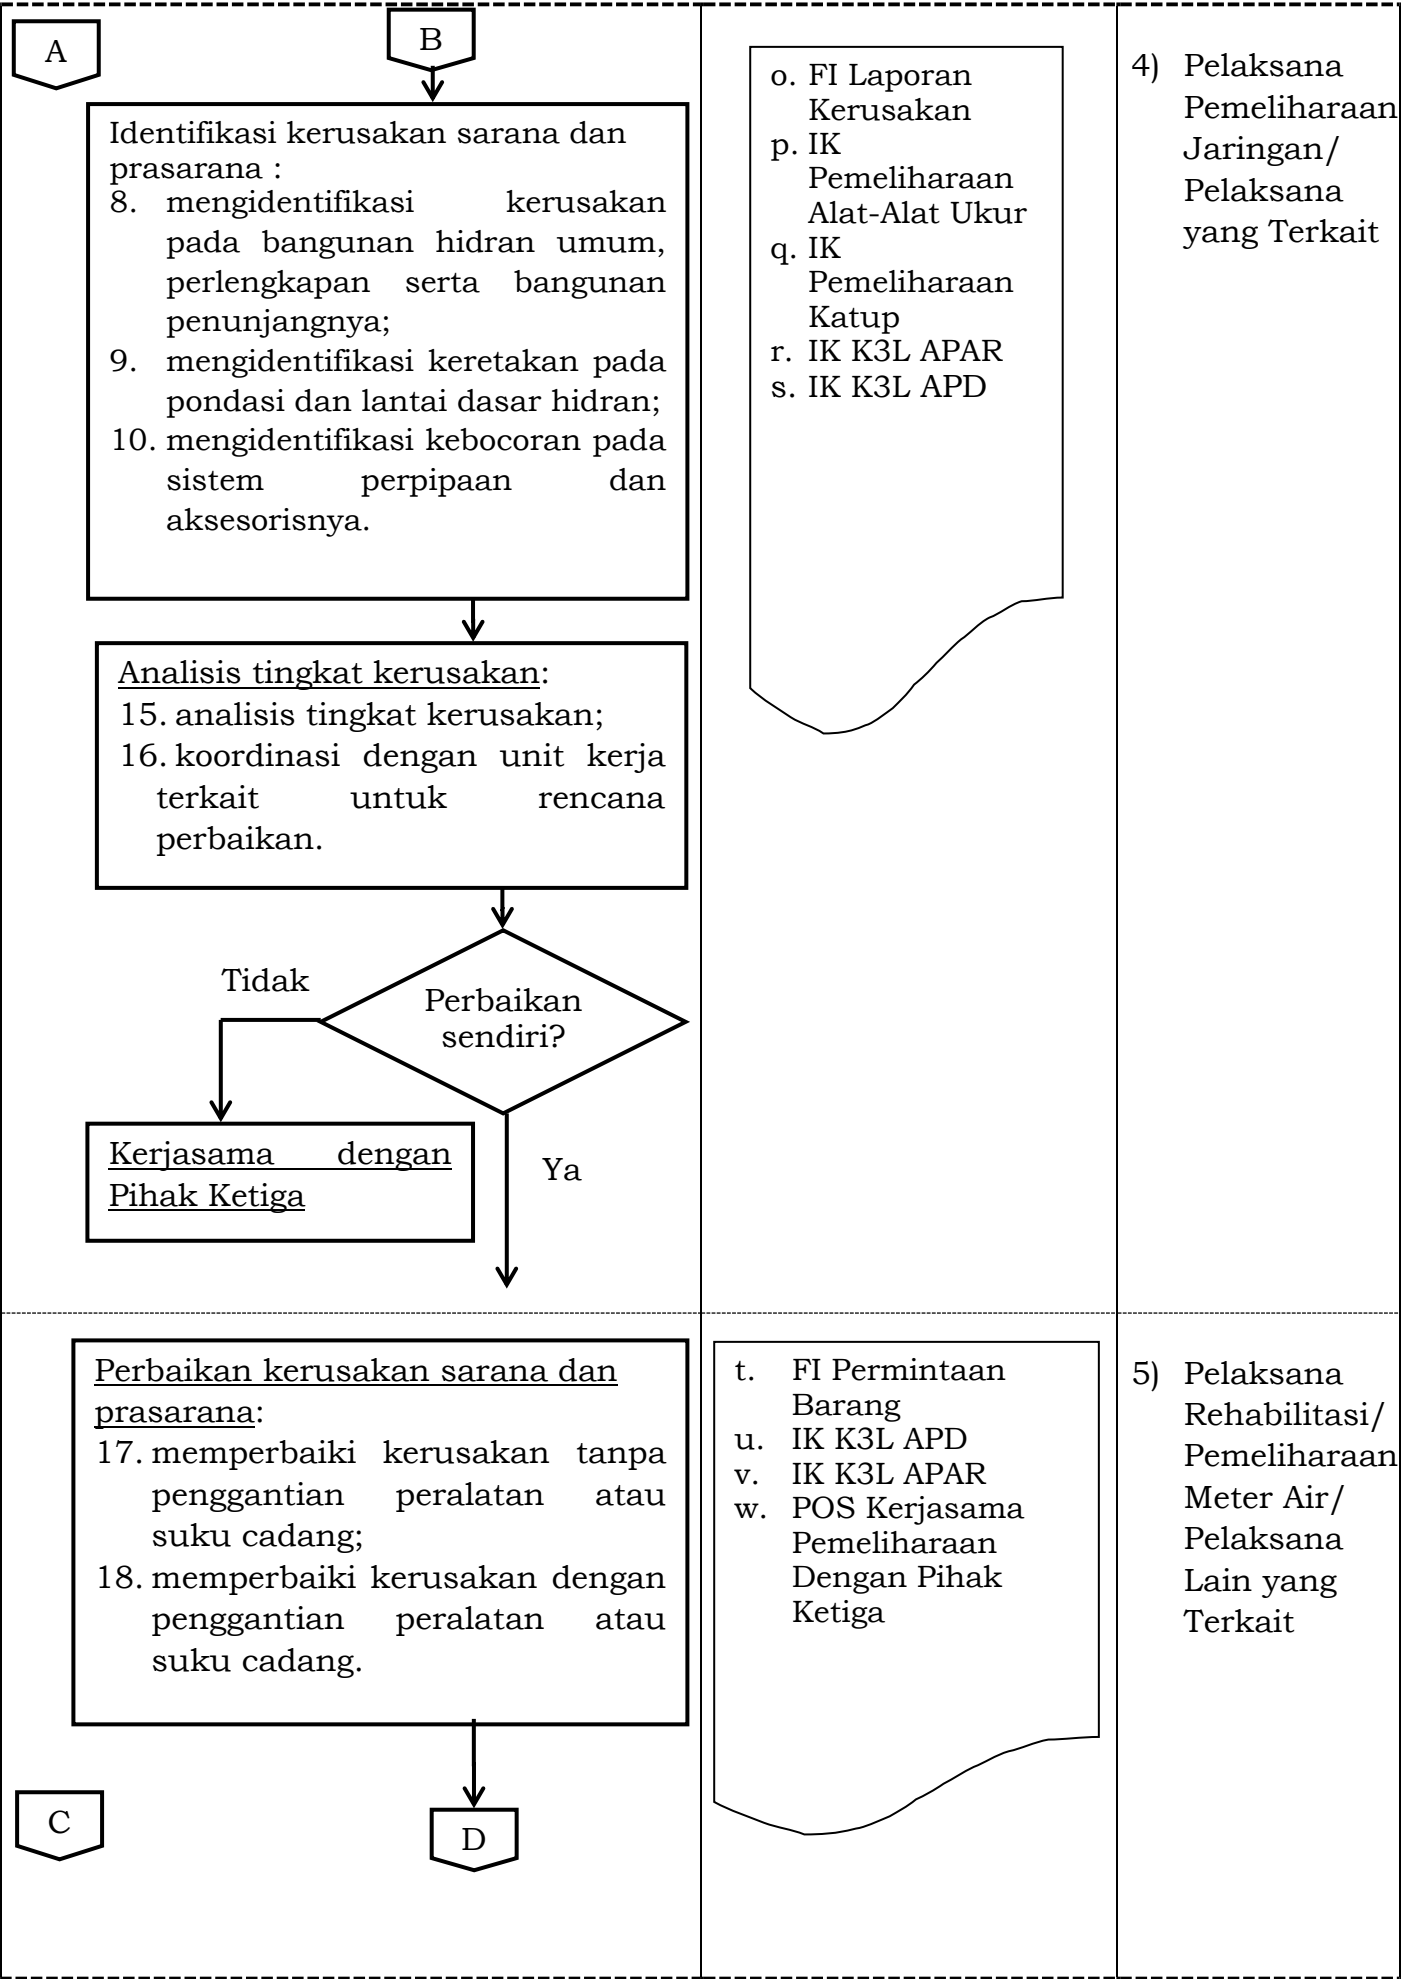 A
B
Identifikasi kerusakan sarana dan
prasarana :
8. mengidentifikasi kerusakan
pada bangunan hidran umum,
perlengkapan serta bangunan
penunjangnya;
9. mengidentifikasi keretakan pada
pondasi dan lantai dasar hidran;
10. mengidentifikasi kebocoran pada
sistem perpipaan dan
aksesorisnya.
Analisis tingkat kerusakan:
15. analisis tingkat kerusakan;
16. koordinasi dengan unit kerja
terkait untuk rencana
perbaikan.
Tidak
Perbaikan
sendiri?
Kerjasama dengan
Pihak Ketiga
Ya
o. FI Laporan
Kerusakan
p. IK
Pemeliharaan
Alat-Alat Ukur
q. IK
Pemeliharaan
Katup
r. IK K3L APAR
s. IK K3L APD
4) Pelaksana
Pemeliharaan
Jaringan/
Pelaksana
yang Terkait
Perbaikan kerusakan sarana dan
prasarana:
17. memperbaiki kerusakan tanpa
penggantian peralatan atau
suku cadang;
18. memperbaiki kerusakan dengan
penggantian peralatan atau
suku cadang.
C
D
t. FI Permintaan
Barang
u. IK K3L APD
v. IK K3L APAR
w. POS Kerjasama
Pemeliharaan
Dengan Pihak
Ketiga
5) Pelaksana
Rehabilitasi/
Pemeliharaan
Meter Air/
Pelaksana
Lain yang
Terkait